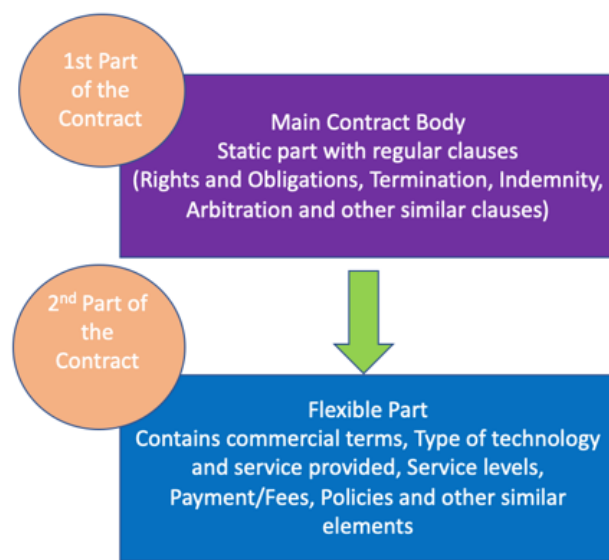 1st Part
of the
Contract
Main Contract Body
Static part with regular clauses
(Rights and Obligations, Termination, Indemnity,
Arbitration and other similar clauses)
2nd Part of
the
Contract
Flexible Part
Contains commercial terms, Type of technology
and service provided, Service levels,
Payment/Fees, Policies and other similar
elements